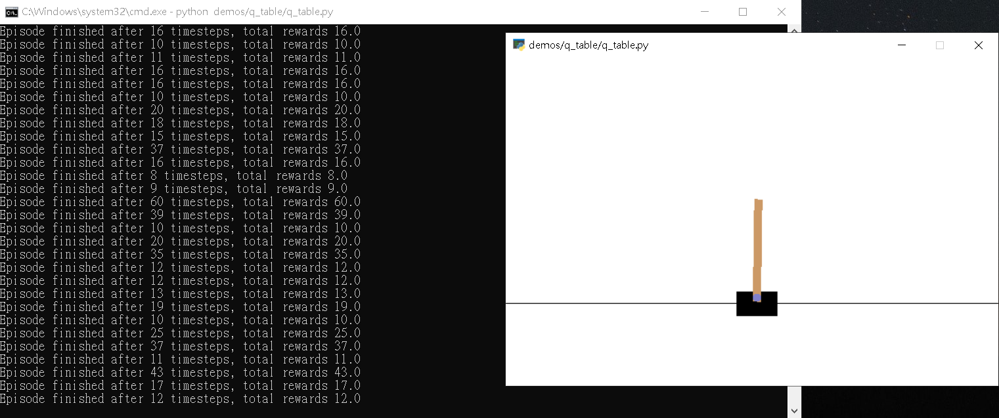 C:\Windows\system32\cmd.exe - python  demos/q_table/q_table.py
Episode finished after 16 timesteps, total rewards 16.0
Episode finished after 10 timesteps, total rewards 10.0
Episode finished after 11 timesteps, total rewards 11.0
Episode finished after 16 timesteps, total rewards 16.0
Episode finished after 16 timesteps, total rewards 16.0
Episode finished after 10 timesteps, total rewards 10.0
Episode finished after 20 timesteps, total rewards 20.0
Episode finished after 18 timesteps, total rewards 18.0
Episode finished after 15 timesteps, total rewards 15.0
Episode finished after 37 timesteps, total rewards 37.0
Episode finished after 16 timesteps, total rewards 16.0
Episode finished after 8 timesteps, total rewards 8.0
Episode finished after 9 timesteps, total rewards 9.0
Episode finished after 60 timesteps, total rewards 60.0
Episode finished after 39 timesteps, total rewards 39.0
Episode finished after 10 timesteps, total rewards 10.0
Episode finished after 20 timesteps, total rewards 20.0
Episode finished after 35 timesteps, total rewards 35.0
Episode finished after 12 timesteps, total rewards 12.0
Episode finished after 12 timesteps, total rewards 12.0
Episode finished after 13 timesteps, total rewards 13.0
Episode finished after 19 timesteps, total rewards 19.0
Episode finished after 10 timesteps, total rewards 10.0
Episode finished after 25 timesteps, total rewards 25.0
Episode finished after 37 timesteps, total rewards 37.0
Episode finished after 11 timesteps, total rewards 11.0
Episode finished after 43 timesteps, total rewards 43.0
Episode finished after 17 timesteps, total rewards 17.0
Episode finished after 12 timesteps, total rewards 12.0
demos/q_table/q_table.py